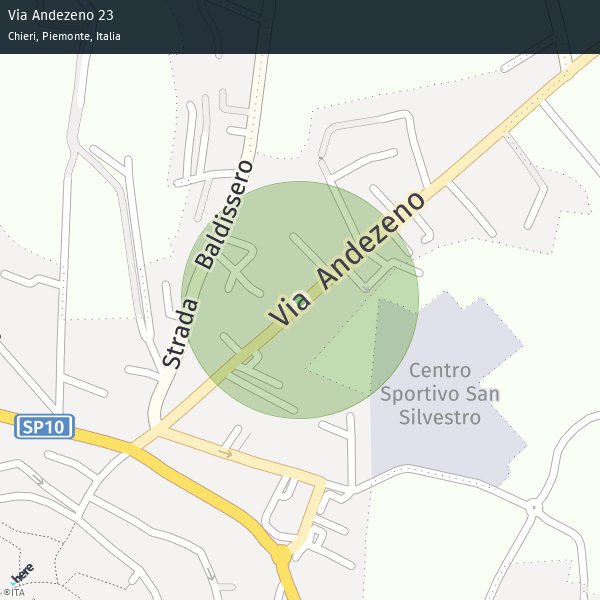 Via Andezeno 23
Chieri, Piemonte, Italia
Strada Baldissero
Via Andezeno
Centro
Sportivo San
Silvestro
SP10
here
©ITA